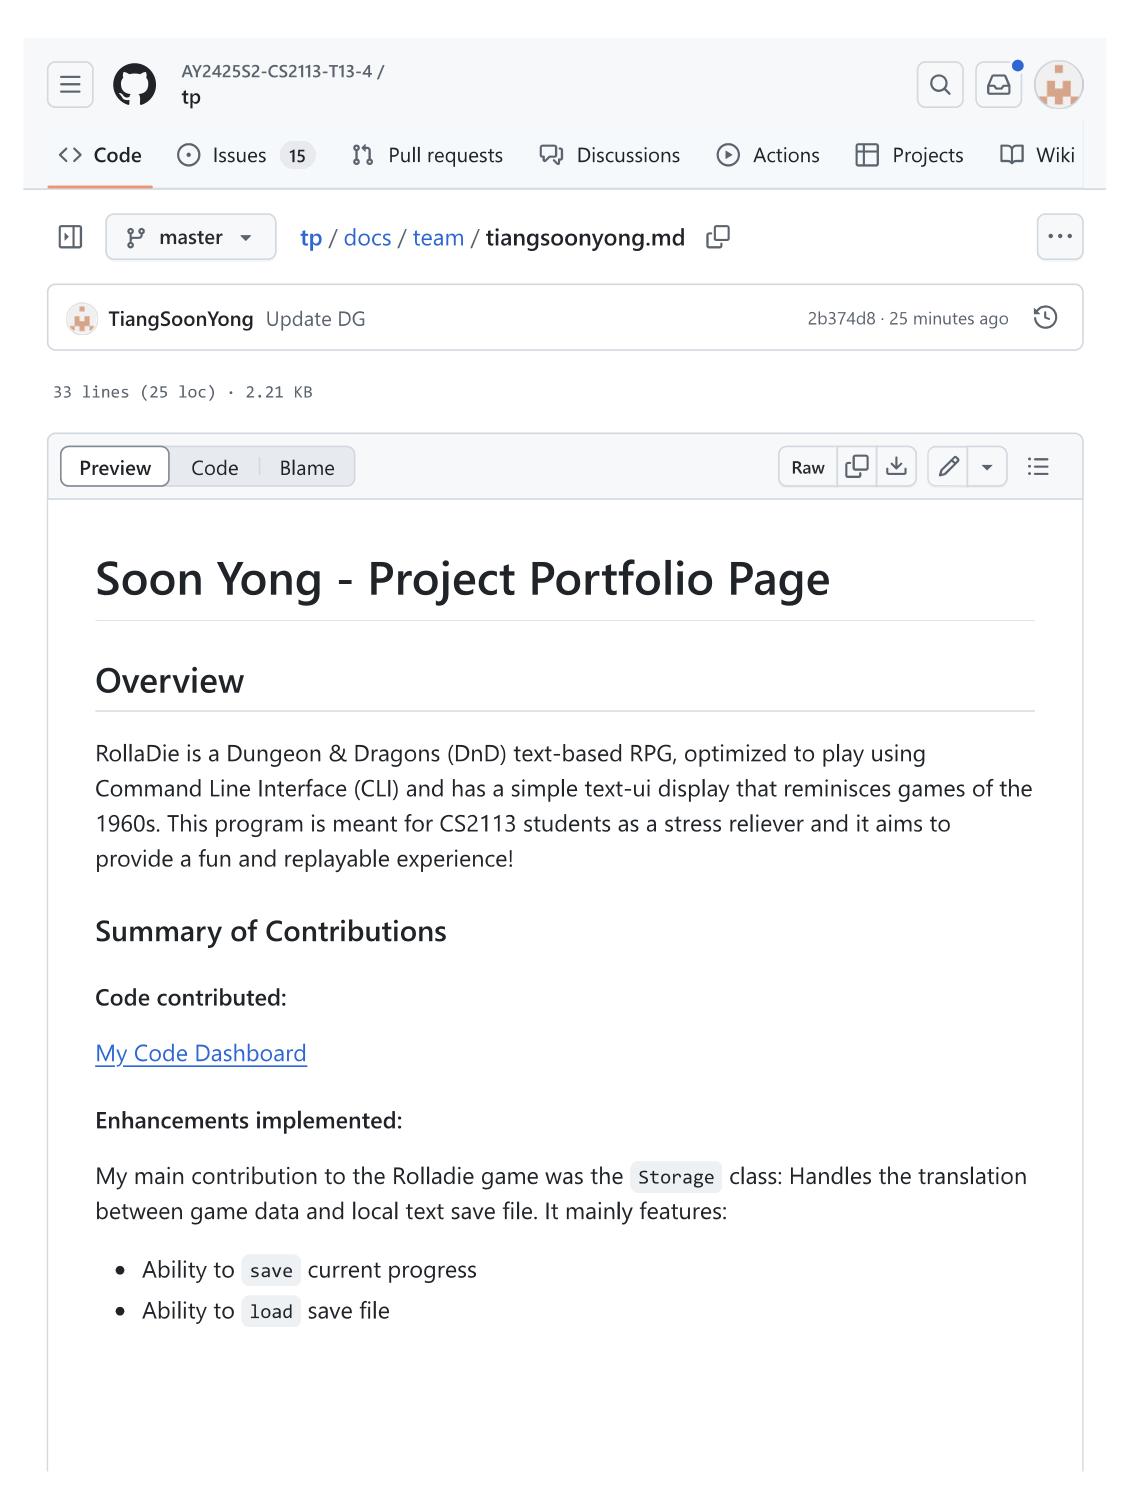 AY2425S2-CS2113-T13-4 /
tp
Code Issues 15 Pull requests Discussions Actions Projects Wiki
master tp / docs / team / tiangsoonyong.md
TiangSoonYong Update DG 2b374d8 · 25 minutes ago
33 lines (25 loc) · 2.21 KB
Preview Code Blame Raw
Soon Yong - Project Portfolio Page
Overview
RollaDie is a Dungeon & Dragons (DnD) text-based RPG, optimized to play using
Command Line Interface (CLI) and has a simple text-ui display that reminisces games of the
1960s. This program is meant for CS2113 students as a stress reliever and it aims to
provide a fun and replayable experience!
Summary of Contributions
Code contributed:
My Code Dashboard
Enhancements implemented:
My main contribution to the Rolladie game was the Storage class: Handles the translation
between game data and local text save file. It mainly features:
• Ability to save current progress
• Ability to load save file